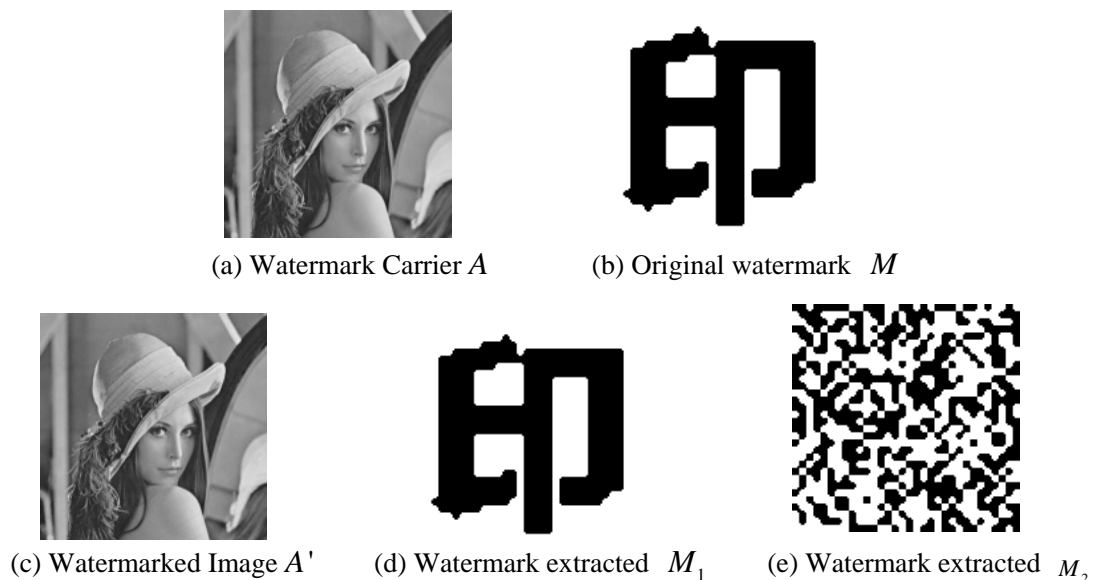 印
(a) Watermark Carrier A
(b) Original watermark M
印
(c) Watermarked Image A'
(d) Watermark extracted M₁
(e) Watermark extracted M₂